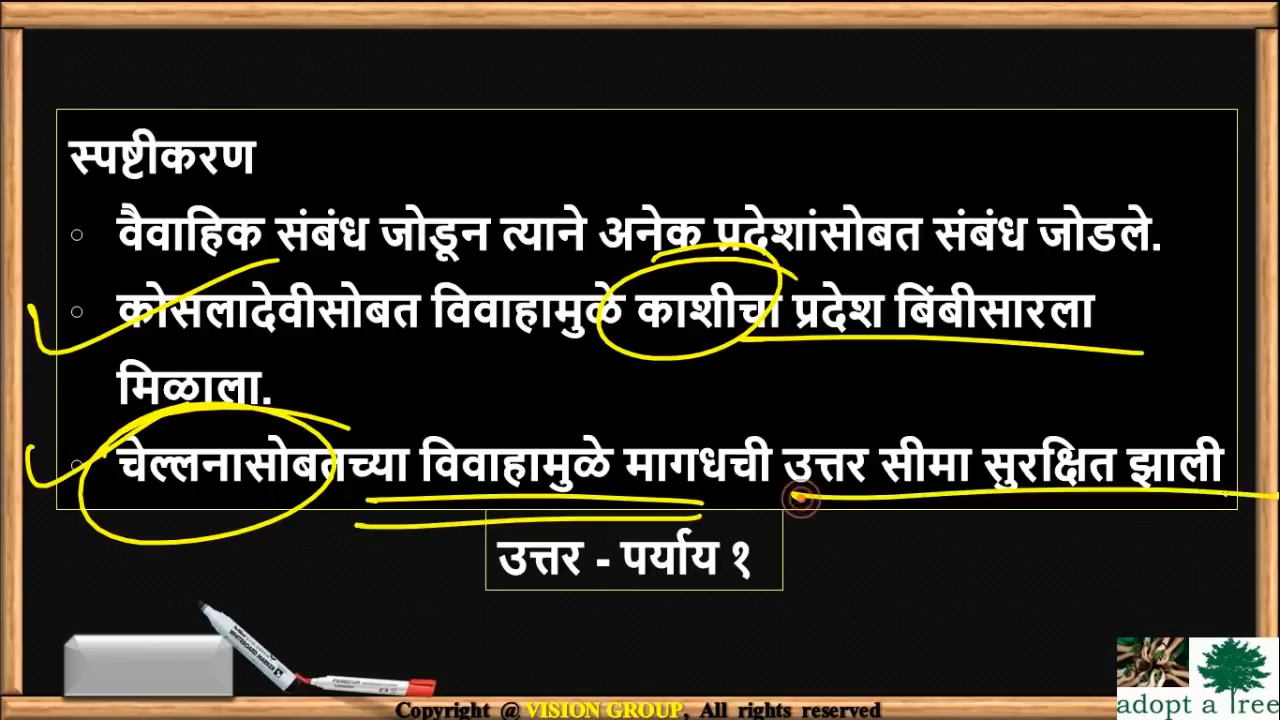 स्पष्टीकरण
○ वैवाहिक संबंध जोडून त्याने अनेक प्रदेशांसोबत संबंध जोडले.
○ कोसलादेवीसोबत विवाहामुळे काशीचा प्रदेश बिंबीसारला
मिळाला.
○ चेल्लनासोबतच्या विवाहामुळे मागधची उत्तर सीमा सुरक्षित झाली
उत्तर - पर्याय १
adopt a Tree
Copyright @ VISION GROUP, All rights reserved